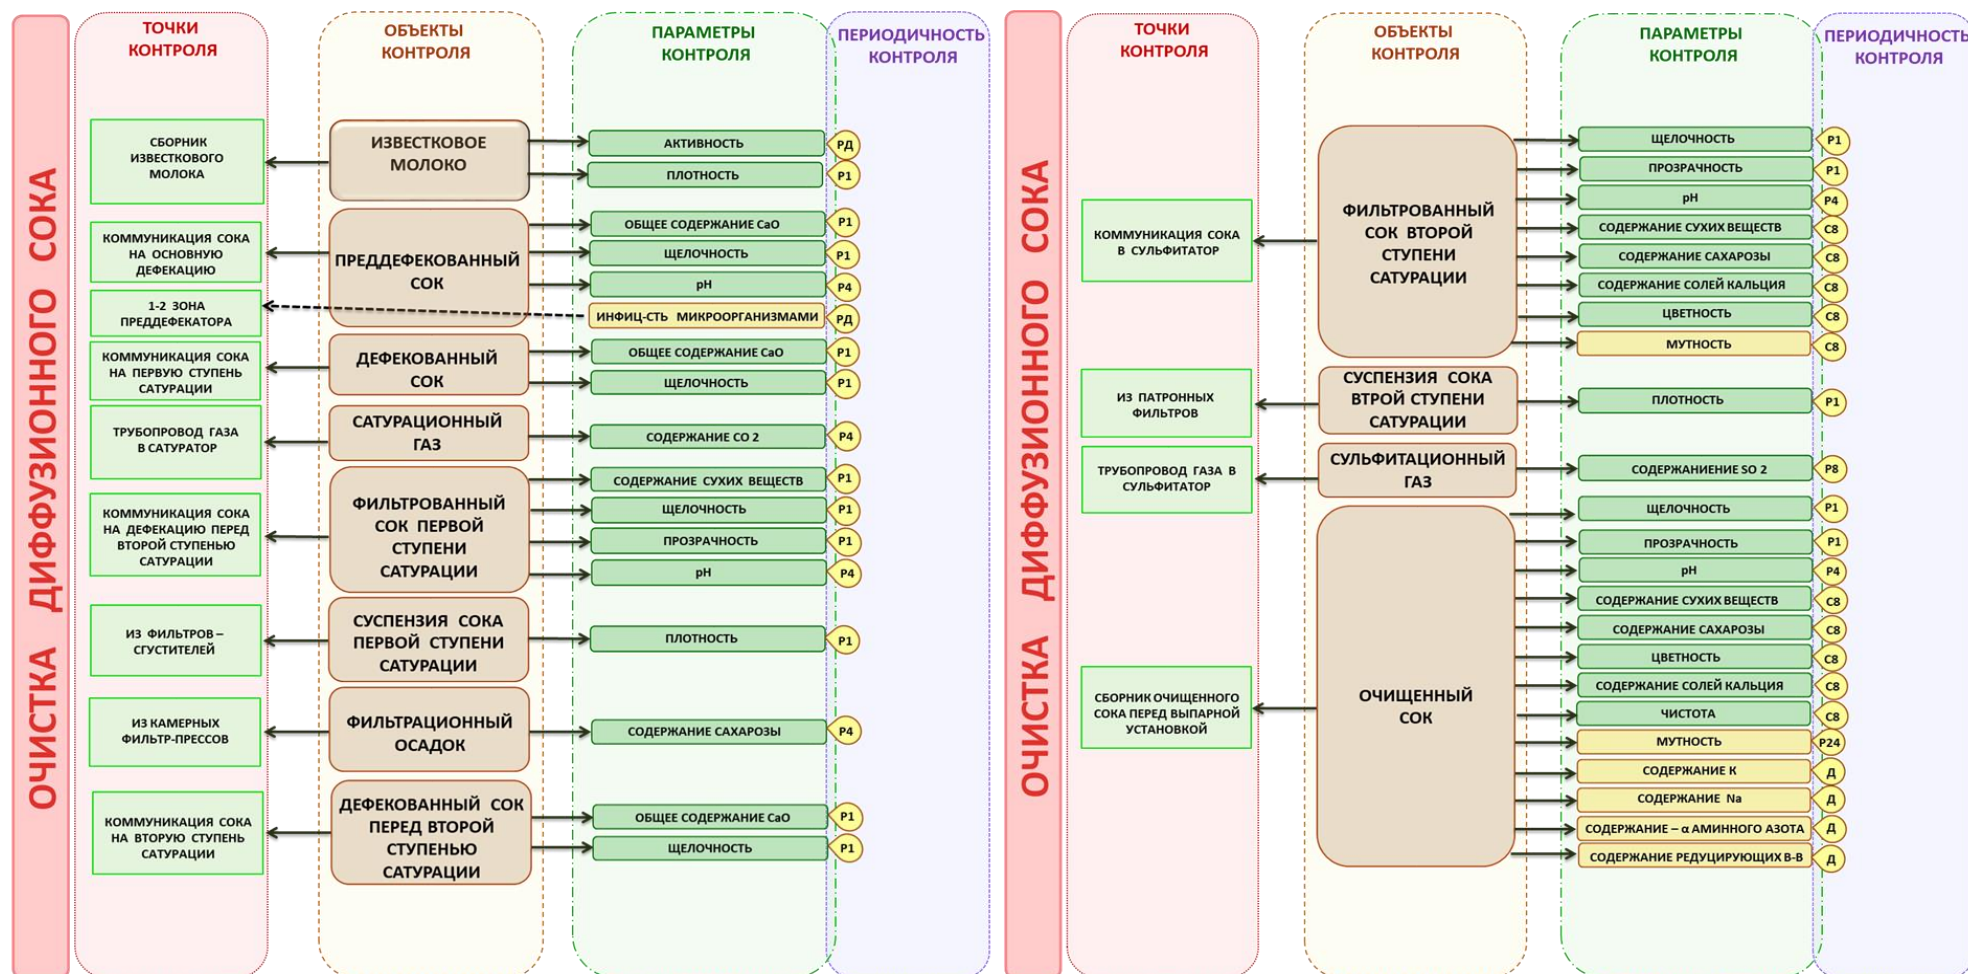 ОЧИСТКА ДИФФУЗИОННОГО СОКА
ТОЧКИ
КОНТРОЛЯ
ОБЪЕКТЫ
КОНТРОЛЯ
ПАРАМЕТРЫ
КОНТРОЛЯ
ПЕРИОДИЧНОСТЬ
КОНТРОЛЯ
СБОРНИК
ИЗВЕСТКОВОГО
МОЛОКА
ИЗВЕСТКОВОЕ
МОЛОКО
АКТИВНОСТЬ
РД
ПЛОТНОСТЬ
Р1
КОММУНИКАЦИЯ СОКА
НА ОСНОВНУЮ
ДЕФЕКАЦИЮ
1-2 ЗОНА
ПРЕДДЕФЕКАТОРА
ПРЕДДЕФЕКОВАННЫЙ
СОК
ОБЩЕЕ СОДЕРЖАНИЕ СаО
Р1
ЩЕЛОЧНОСТЬ
Р1
рН
Р4
ИНФИЦ-СТЬ МИКРООРГАНИЗМАМИ
РД
КОММУНИКАЦИЯ СОКА
НА ПЕРВУЮ СТУПЕНЬ
САТУРАЦИИ
ДЕФЕКОВАННЫЙ
СОК
ОБЩЕЕ СОДЕРЖАНИЕ СаО
Р1
ЩЕЛОЧНОСТЬ
Р1
ТРУБОПРОВОД ГАЗА
В САТУРАТОР
САТУРАЦИОННЫЙ
ГАЗ
СОДЕРЖАНИЕ СО 2
Р4
КОММУНИКАЦИЯ СОКА
НА ДЕФЕКАЦИЮ ПЕРЕД
ВТОРОЙ СТУПЕНЬЮ
САТУРАЦИИ
ФИЛЬТРОВАННЫЙ
СОК ПЕРВОЙ
СТУПЕНИ
САТУРАЦИИ
СОДЕРЖАНИЕ СУХИХ ВЕЩЕСТВ
Р1
ЩЕЛОЧНОСТЬ
Р1
ПРОЗРАЧНОСТЬ
Р1
рН
Р4
ИЗ ФИЛЬТРОВ –
СГУСТИТЕЛЕЙ
СУСПЕНЗИЯ СОКА
ПЕРВОЙ СТУПЕНИ
САТУРАЦИИ
ПЛОТНОСТЬ
Р1
ИЗ КАМЕРНЫХ
ФИЛЬТР-ПРЕССОВ
ФИЛЬТРАЦИОННЫЙ
ОСАДОК
СОДЕРЖАНИЕ САХАРОЗЫ
Р4
КОММУНИКАЦИЯ СОКА
НА ВТОРУЮ СТУПЕНЬ
САТУРАЦИИ
ДЕФЕКОВАННЫЙ СОК
ПЕРЕД ВТОРОЙ
СТУПЕНЬЮ
САТУРАЦИИ
ОБЩЕЕ СОДЕРЖАНИЕ СаО
Р1
ЩЕЛОЧНОСТЬ
Р1
ОЧИСТКА ДИФФУЗИОННОГО СОКА
ТОЧКИ
КОНТРОЛЯ
ОБЪЕКТЫ
КОНТРОЛЯ
ПАРАМЕТРЫ
КОНТРОЛЯ
ПЕРИОДИЧНОСТЬ
КОНТРОЛЯ
КОММУНИКАЦИЯ СОКА
В СУЛЬФИТАТОР
ФИЛЬТРОВАННЫЙ
СОК ВТОРОЙ
СТУПЕНИ
САТУРАЦИИ
ЩЕЛОЧНОСТЬ
Р1
ПРОЗРАЧНОСТЬ
Р1
рН
Р4
СОДЕРЖАНИЕ СУХИХ ВЕЩЕСТВ
С8
СОДЕРЖАНИЕ САХАРОЗЫ
С8
СОДЕРЖАНИЕ СОЛЕЙ КАЛЬЦИЯ
С8
ЦВЕТНОСТЬ
С8
МУТНОСТЬ
С8
ИЗ ПАТРОННЫХ
ФИЛЬТРОВ
СУСПЕНЗИЯ СОКА
ВТРОЙ СТУПЕНИ
САТУРАЦИИ
ПЛОТНОСТЬ
Р1
ТРУБОПРОВОД ГАЗА В
СУЛЬФИТАТОР
СУЛЬФИТАЦИОННЫЙ
ГАЗ
СОДЕРЖАНИЕНИЕ SO 2
Р8
СБОРНИК ОЧИЩЕННОГО
СОКА ПЕРЕД ВЫПАРНОЙ
УСТАНОВКОЙ
ОЧИЩЕННЫЙ
СОК
ЩЕЛОЧНОСТЬ
Р1
ПРОЗРАЧНОСТЬ
Р1
рН
Р4
СОДЕРЖАНИЕ СУХИХ ВЕЩЕСТВ
С8
СОДЕРЖАНИЕ САХАРОЗЫ
С8
ЦВЕТНОСТЬ
С8
СОДЕРЖАНИЕ СОЛЕЙ КАЛЬЦИЯ
С8
ЧИСТОТА
С8
МУТНОСТЬ
Р24
СОДЕРЖАНИЕ К
Д
СОДЕРЖАНИЕ Na
Д
СОДЕРЖАНИЕ – α АМИННОГО АЗОТА
Д
СОДЕРЖАНИЕ РЕДУЦИРУЮЩИХ В-В
Д